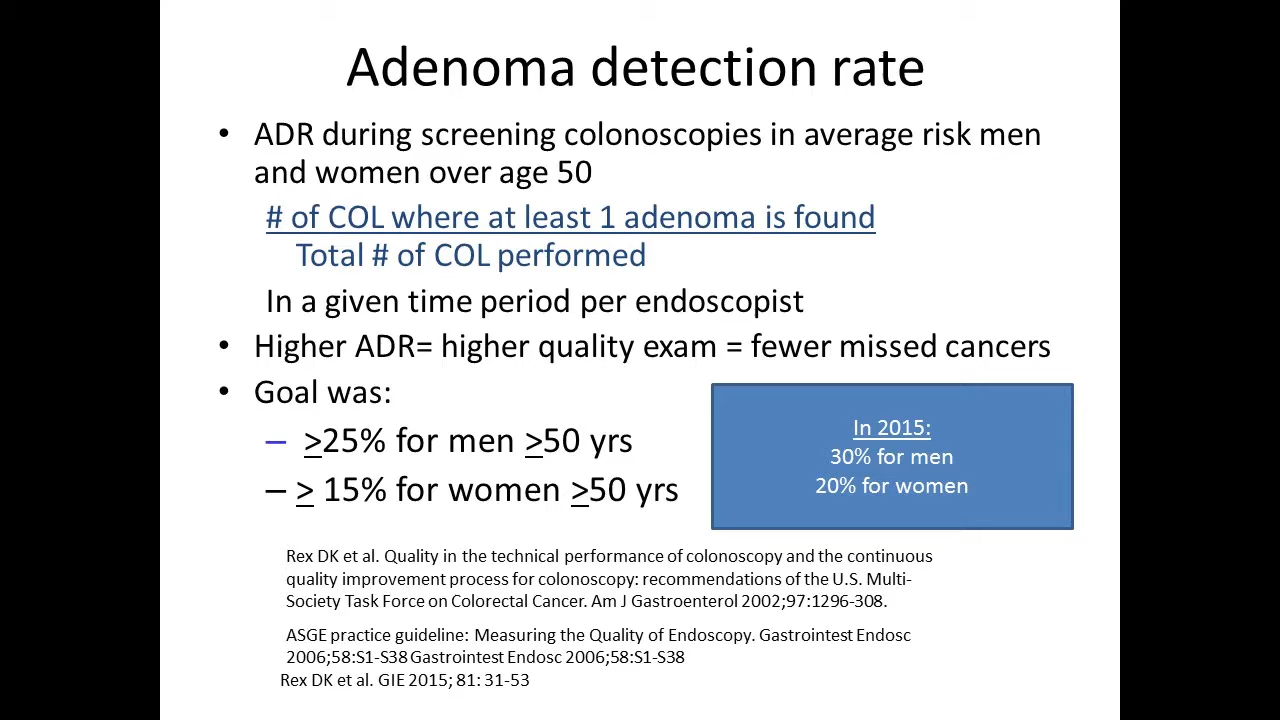 Adenoma detection rate
• ADR during screening colonoscopies in average risk men
and women over age 50
# of COL where at least 1 adenoma is found
Total # of COL performed
In a given time period per endoscopist
• Higher ADR= higher quality exam = fewer missed cancers
• Goal was:
– ≥25% for men ≥50 yrs
– ≥ 15% for women ≥50 yrs
In 2015:
30% for men
20% for women
Rex DK et al. Quality in the technical performance of colonoscopy and the continuous
quality improvement process for colonoscopy: recommendations of the U.S. Multi-
Society Task Force on Colorectal Cancer. Am J Gastroenterol 2002;97:1296-308.
ASGE practice guideline: Measuring the Quality of Endoscopy. Gastrointest Endosc
2006;58:S1-S38 Gastrointest Endosc 2006;58:S1-S38
Rex DK et al. GIE 2015; 81: 31-53